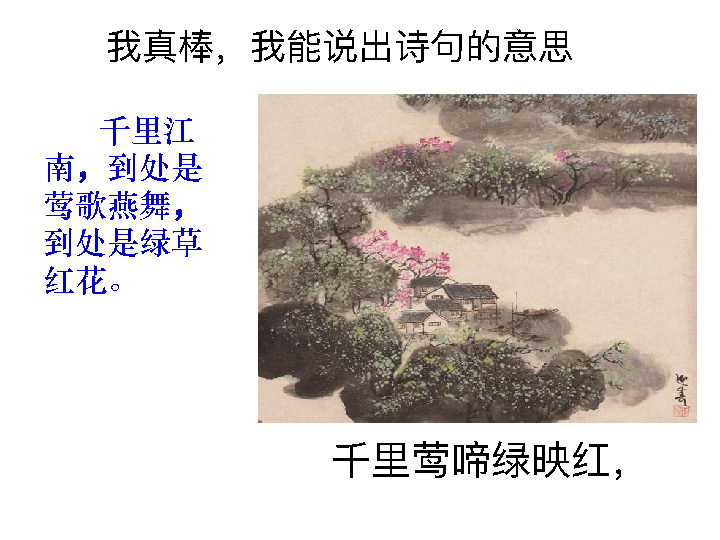 我真棒，我能说出诗句的意思
千里江
南，到处是
莺歌燕舞，
到处是绿草
红花。
千里莺啼绿映红，